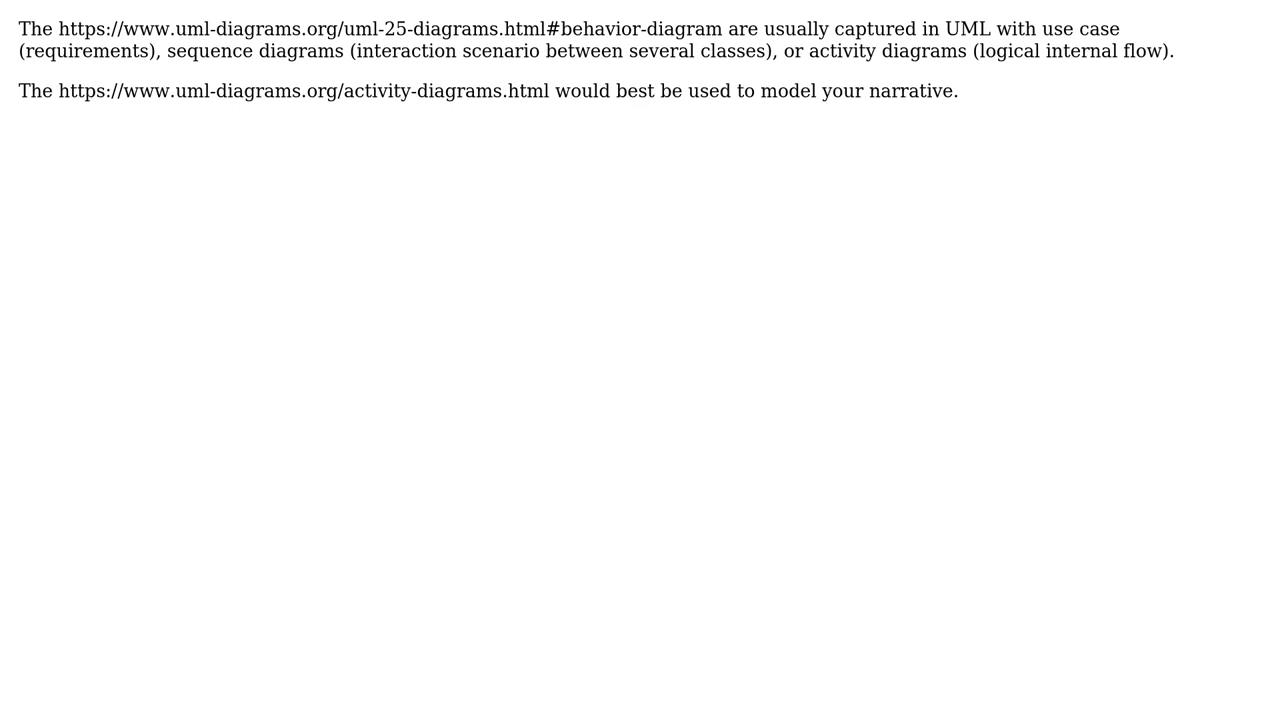 The https://www.uml-diagrams.org/uml-25-diagrams.html#behavior-diagram are usually captured in UML with use case
(requirements), sequence diagrams (interaction scenario between several classes), or activity diagrams (logical internal flow).
The https://www.uml-diagrams.org/activity-diagrams.html would best be used to model your narrative.